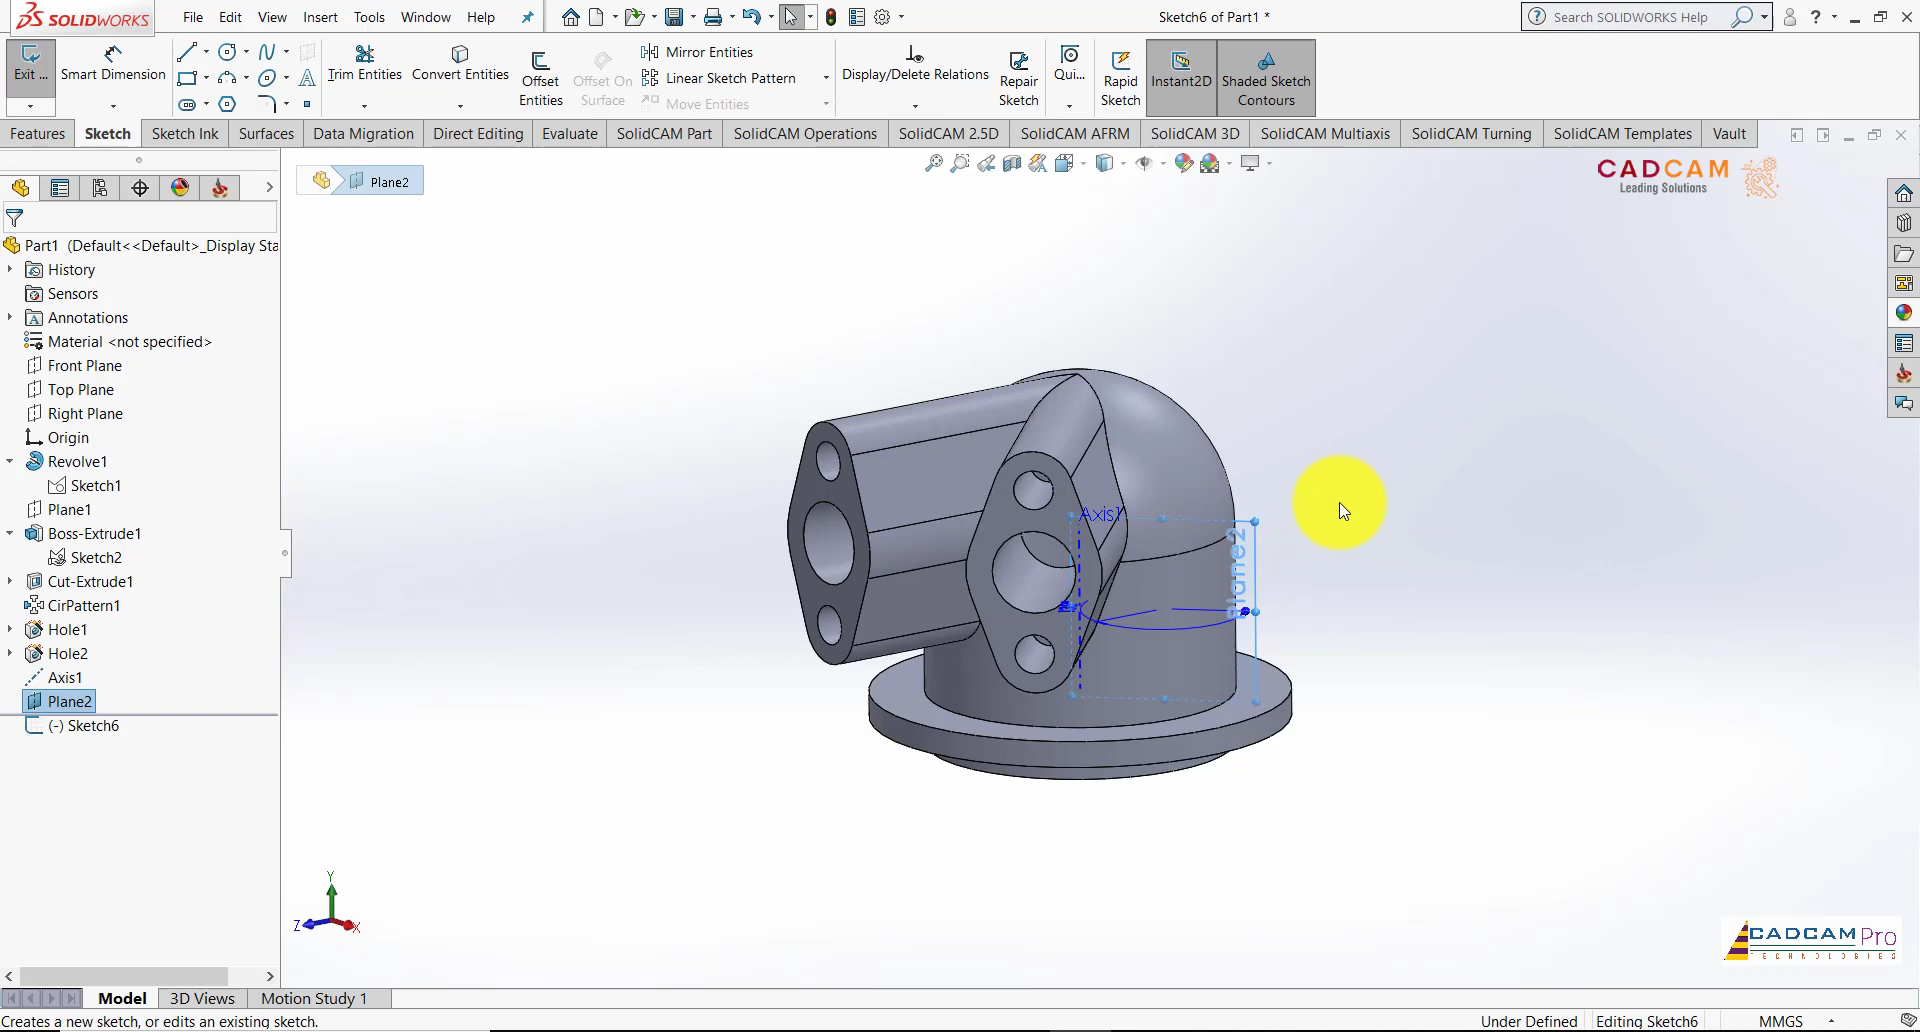 SOLIDWORKS File Edit View Insert Tools Window Help Sketch6 of Part1 * Search SOLIDWORKS Help
Exit ... Smart Dimension Trim Entities Convert Entities Offset Entities Offset On Surface Mirror Entities Linear Sketch Pattern Move Entities Display/Delete Relations Repair Sketch Qui... Rapid Sketch Instant2D Shaded Sketch Contours
Features Sketch Sketch Ink Surfaces Data Migration Direct Editing Evaluate SolidCAM Part SolidCAM Operations SolidCAM 2.5D SolidCAM AFRM SolidCAM 3D SolidCAM Multiaxis SolidCAM Turning SolidCAM Templates Vault
Plane2
CADCAM
Leading Solutions
Part1 (Default<<Default>_Display Sta
History
Sensors
Annotations
Material <not specified>
Front Plane
Top Plane
Right Plane
Origin
Revolve1
Sketch1
Plane1
Boss-Extrude1
Sketch2
Cut-Extrude1
CirPattern1
Hole1
Hole2
Axis1
Plane2
(-) Sketch6
Axis1
Plane2
Y
Z
X
CADCAM Pro
TECHNOLOGIES
Model 3D Views Motion Study 1
Creates a new sketch, or edits an existing sketch. Under Defined Editing Sketch6 MMGS